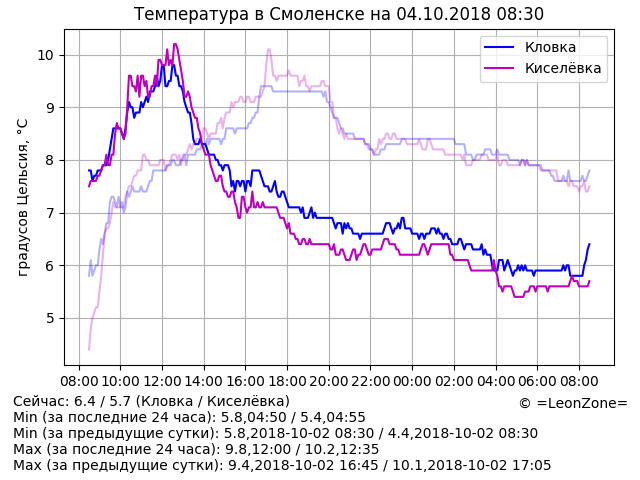 Температура в Смоленске на 04.10.2018 08:30
Кловка
Киселёвка
градусов Цельсия, °C
10
9
8
7
6
5
08:00 10:00 12:00 14:00 16:00 18:00 20:00 22:00 00:00 02:00 04:00 06:00 08:00
Сейчас: 6.4 / 5.7 (Кловка / Киселёвка)
© =LeonZone=
Min (за последние 24 часа): 5.8,04:50 / 5.4,04:55
Min (за предыдущие сутки): 5.8,2018-10-02 08:30 / 4.4,2018-10-02 08:30
Max (за последние 24 часа): 9.8,12:00 / 10.2,12:35
Max (за предыдущие сутки): 9.4,2018-10-02 16:45 / 10.1,2018-10-02 17:05